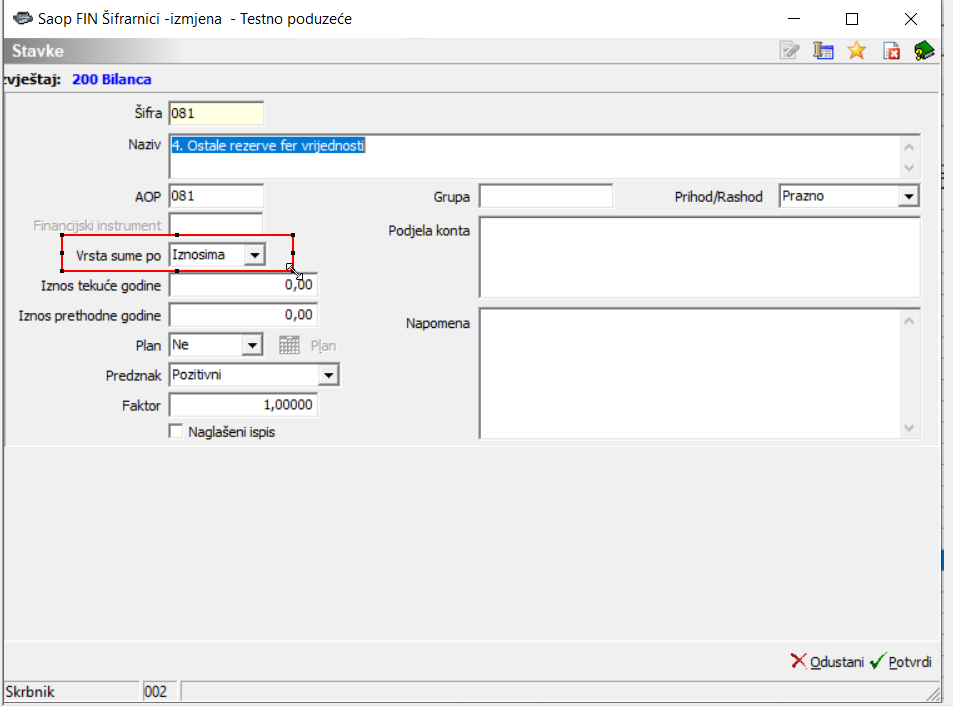 Saop FIN Šifrarnici -izmjena - Testno poduzeće
Stavke
zvještaj: 200 Bilanca
Šifra 081
Naziv 4. Ostale rezerve fer vrijednosti
AOP 081 Grupa Prihod/Rashod Prazno
Financijski instrument
Podjela konta
Vrsta sume po Iznosima
Iznos tekuće godine 0,00
Iznos prethodne godine 0,00
Napomena
Plan Ne Plan
Predznak Pozitivni
Faktor 1,00000
Naglašeni ispis
Odustani Potvrdi
Skrbnik 002